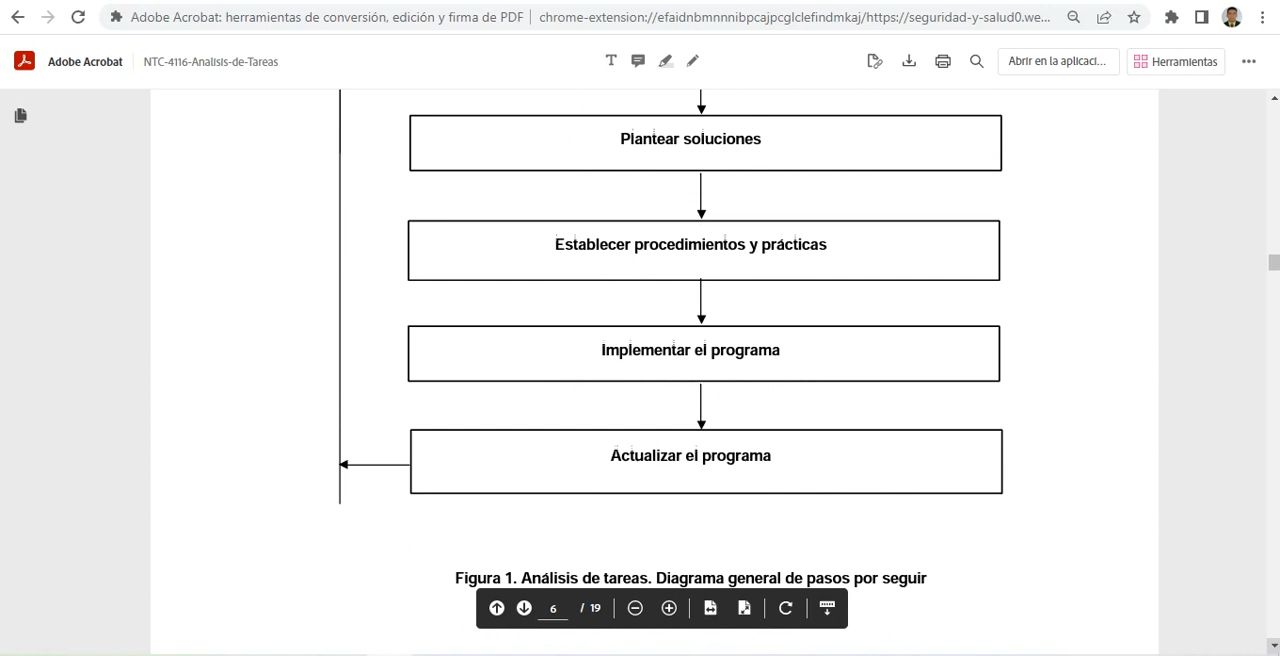 Adobe Acrobat: herramientas de conversión, edición y firma de PDF | chrome-extension://efaidnbmnnnibpcajpcglclefindmkaj/https://seguridad-y-salud0.we...
Adobe Acrobat NTC-4116-Analisis-de-Tareas T Abrir en la aplicaci... Herramientas
Plantear soluciones
Establecer procedimientos y prácticas
Implementar el programa
Actualizar el programa
Figura 1. Análisis de tareas. Diagrama general de pasos por seguir
6 / 19